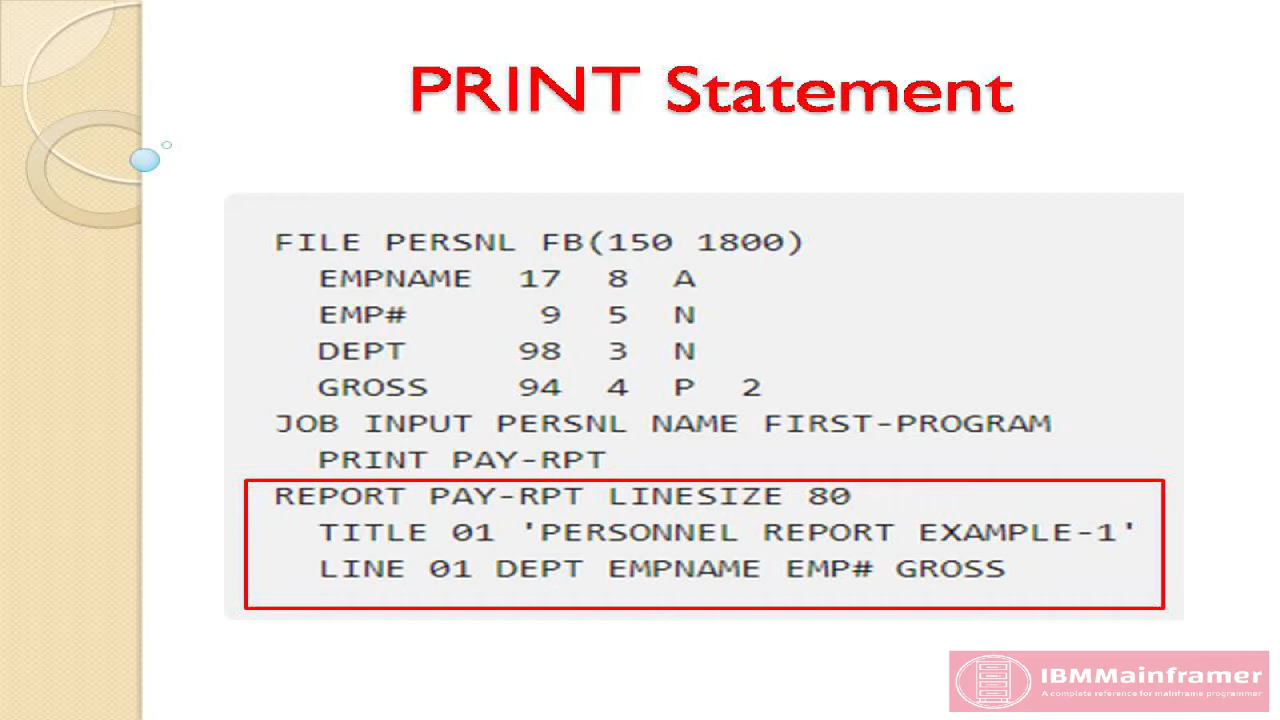 PRINT Statement
FILE PERSNL FB(150 1800)
EMPNAME 17 8 A
EMP# 9 5 N
DEPT 98 3 N
GROSS 94 4 P 2
JOB INPUT PERSNL NAME FIRST-PROGRAM
PRINT PAY-RPT
REPORT PAY-RPT LINESIZE 80
TITLE 01 'PERSONNEL REPORT EXAMPLE-1'
LINE 01 DEPT EMPNAME EMP# GROSS
IBMMainframer
A complete reference for mainframe programmer